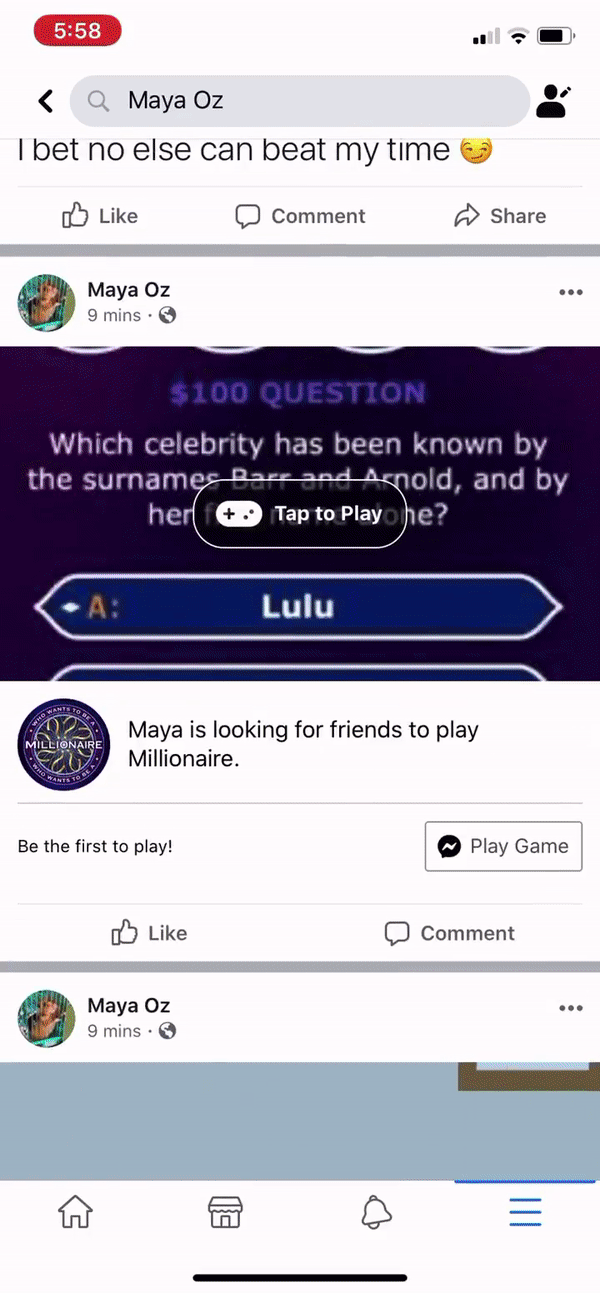 5:58
Maya Oz
I bet no else can beat my time 😏
Like Comment Share
Maya Oz
9 mins ·
$100 QUESTION
Which celebrity has been known by
the surnames Barr and Arnold, and by
her
Tap to Play
A: Lulu
WHO WANTS TO BE A
MILLIONAIRE
WHO WANTS TO BE A
Maya is looking for friends to play
Millionaire.
Be the first to play!
Play Game
Like Comment
Maya Oz
9 mins ·